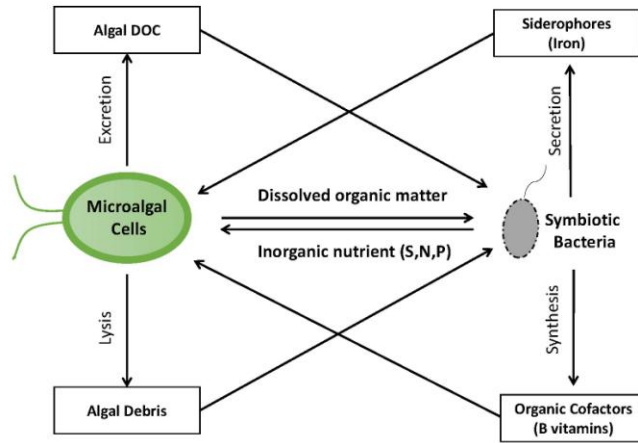 Algal DOC
Siderophores
(Iron)
Excretion
Secretion
Microalgal
Cells
Dissolved organic matter
Inorganic nutrient (S,N,P)
Symbiotic
Bacteria
Lysis
Synthesis
Algal Debris
Organic Cofactors
(B vitamins)